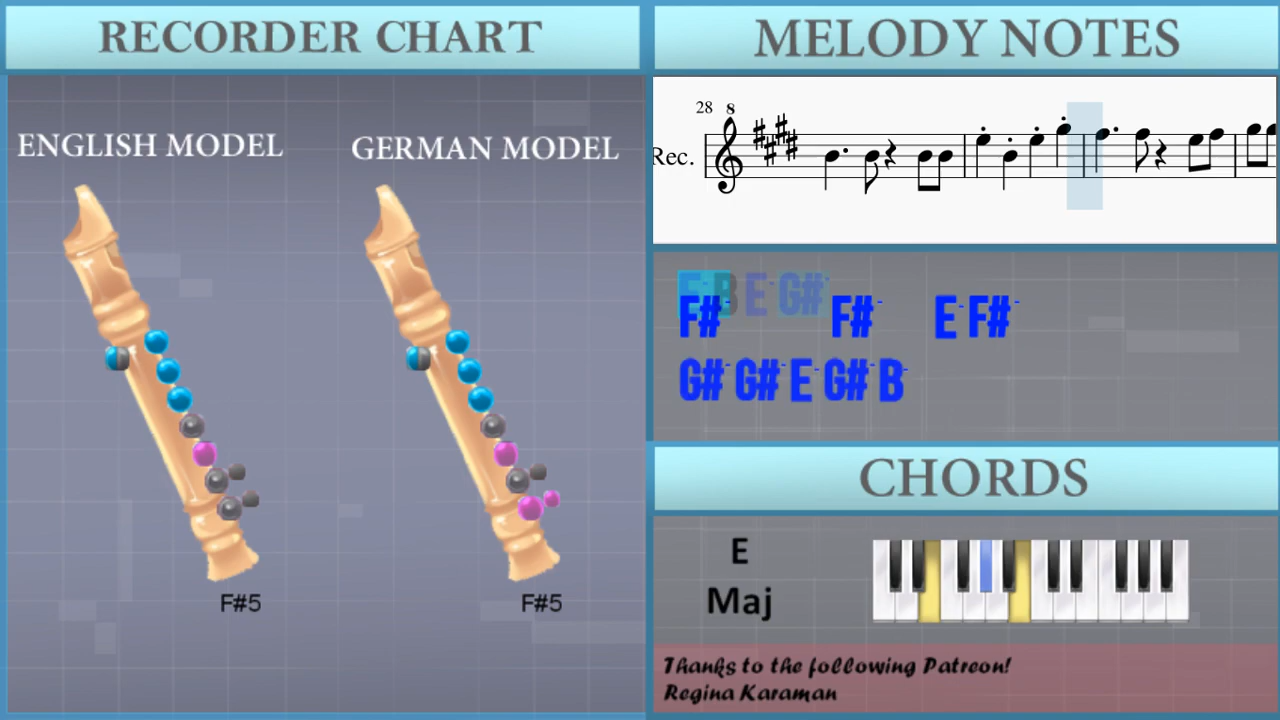 RECORDER CHART
ENGLISH MODEL
GERMAN MODEL
F#5
F#5
MELODY NOTES
28 8
Rec.
E B E G#
F# F# E F#
G# G# E G# B
CHORDS
E
Maj
Thanks to the following Patreon!
Regina Karaman